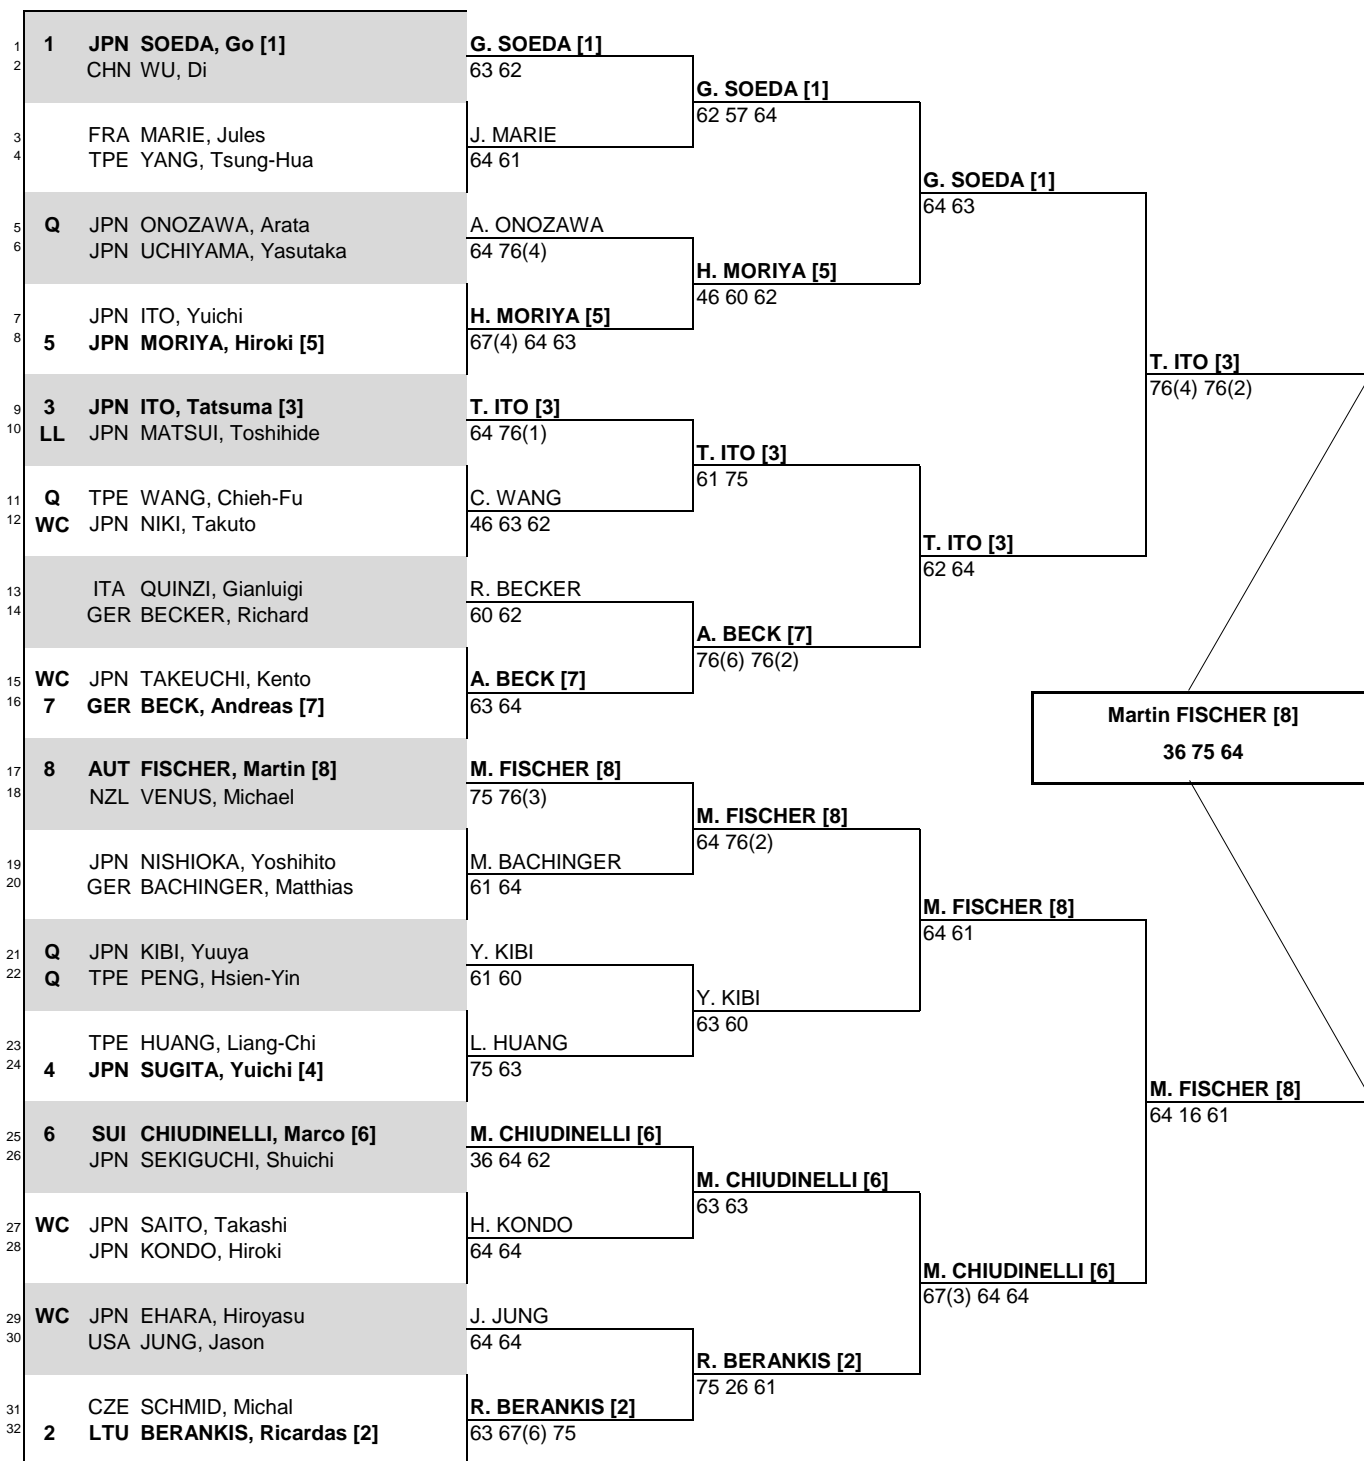 1 1 JPN SOEDA, Go [1]
2 CHN WU, Di
3 FRA MARIE, Jules
4 TPE YANG, Tsung-Hua
5 Q JPN ONOZAWA, Arata
6 JPN UCHIYAMA, Yasutaka
7 JPN ITO, Yuichi
8 5 JPN MORIYA, Hiroki [5]
9 3 JPN ITO, Tatsuma [3]
10 LL JPN MATSUI, Toshihide
11 Q TPE WANG, Chieh-Fu
12 WC JPN NIKI, Takuto
13 ITA QUINZI, Gianluigi
14 GER BECKER, Richard
15 WC JPN TAKEUCHI, Kento
16 7 GER BECK, Andreas [7]
17 8 AUT FISCHER, Martin [8]
18 NZL VENUS, Michael
19 JPN NISHIOKA, Yoshihito
20 GER BACHINGER, Matthias
21 Q JPN KIBI, Yuuya
22 Q TPE PENG, Hsien-Yin
23 TPE HUANG, Liang-Chi
24 4 JPN SUGITA, Yuichi [4]
25 6 SUI CHIUDINELLI, Marco [6]
26 JPN SEKIGUCHI, Shuichi
27 WC JPN SAITO, Takashi
28 JPN KONDO, Hiroki
29 WC JPN EHARA, Hiroyasu
30 USA JUNG, Jason
31 CZE SCHMID, Michal
32 2 LTU BERANKIS, Ricardas [2]
G. SOEDA [1]
63 62
J. MARIE
64 61
A. ONOZAWA
64 76(4)
H. MORIYA [5]
67(4) 64 63
T. ITO [3]
64 76(1)
C. WANG
46 63 62
R. BECKER
60 62
A. BECK [7]
63 64
M. FISCHER [8]
75 76(3)
M. BACHINGER
61 64
Y. KIBI
61 60
L. HUANG
75 63
M. CHIUDINELLI [6]
36 64 62
H. KONDO
64 64
J. JUNG
64 64
R. BERANKIS [2]
63 67(6) 75
G. SOEDA [1]
62 57 64
H. MORIYA [5]
46 60 62
T. ITO [3]
61 75
A. BECK [7]
76(6) 76(2)
M. FISCHER [8]
64 76(2)
Y. KIBI
63 60
M. CHIUDINELLI [6]
63 63
R. BERANKIS [2]
75 26 61
G. SOEDA [1]
64 63
T. ITO [3]
62 64
M. FISCHER [8]
64 61
M. CHIUDINELLI [6]
67(3) 64 64
T. ITO [3]
76(4) 76(2)
M. FISCHER [8]
64 16 61
Martin FISCHER [8]
36 75 64